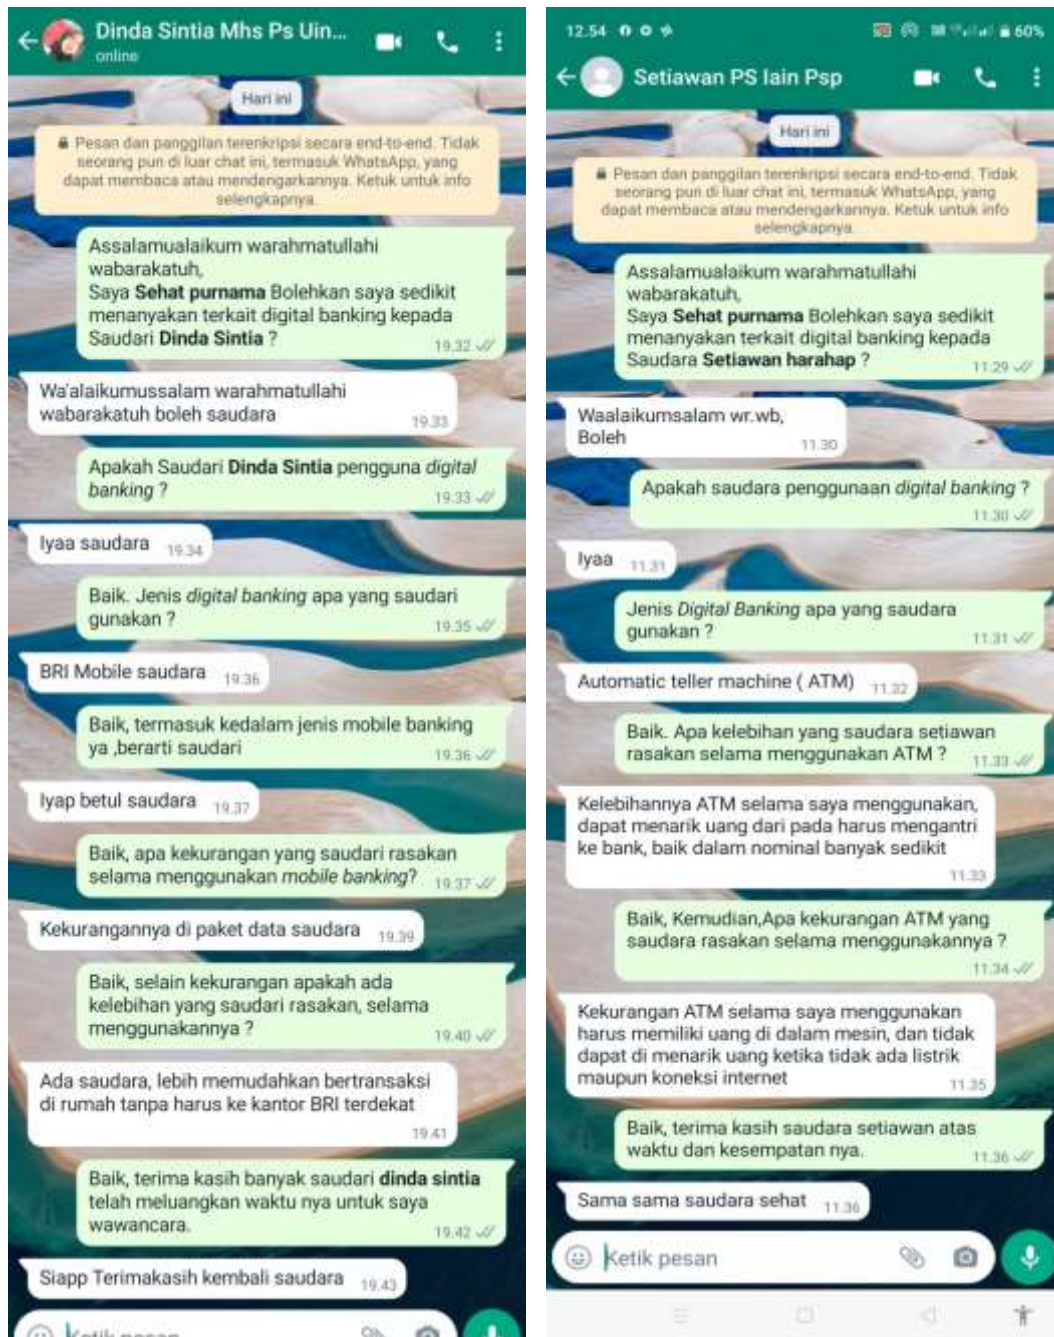 Dinda Sintia Mhs Ps Uin...
online
Hari ini
Pesan dan panggilan terenkripsi secara end-to-end. Tidak
seorang pun di luar chat ini, termasuk WhatsApp, yang
dapat membaca atau mendengarkannya. Ketuk untuk info
selengkapnya.
Assalamualaikum warahmatullahi
wabarakatuh,
Saya Sehat purnama Bolehkan saya sedikit
menanyakan terkait digital banking kepada
Saudari Dinda Sintia ?
19.32
Wa'alaikumussalam warahmatullahi
wabarakatuh boleh saudara
19.33
Apakah Saudari Dinda Sintia pengguna digital
banking ?
19.33
Iyaa saudara 19.34
Baik. Jenis digital banking apa yang saudari
gunakan ?
19.35
BRI Mobile saudara 19.36
Baik, termasuk kedalam jenis mobile banking
ya ,berarti saudari
19.36
Iyap betul saudara 19.37
Baik, apa kekurangan yang saudari rasakan
selama menggunakan mobile banking? 19.37
Kekurangannya di paket data saudara 19.39
Baik, selain kekurangan apakah ada
kelebihan yang saudari rasakan, selama
menggunakannya ?
19.40
Ada saudara, lebih memudahkan bertransaksi
di rumah tanpa harus ke kantor BRI terdekat
19.41
Baik, terima kasih banyak saudari dinda sintia
telah meluangkan waktu nya untuk saya
wawancara.
19.42
Siapp Terimakasih kembali saudara 19.43
Ketik pesan
12.54
60%
Setiawan PS Iain Psp
Hari ini
Pesan dan panggilan terenkripsi secara end-to-end. Tidak
seorang pun di luar chat ini, termasuk WhatsApp, yang
dapat membaca atau mendengarkannya. Ketuk untuk info
selengkapnya.
Assalamualaikum warahmatullahi
wabarakatuh,
Saya Sehat purnama Bolehkan saya sedikit
menanyakan terkait digital banking kepada
Saudara Setiawan harahap ?
11.29
Waalaikumsalam wr.wb,
Boleh
11.30
Apakah saudara penggunaan digital banking ?
11.30
Iyaa 11.31
Jenis Digital Banking apa yang saudara
gunakan ?
11.31
Automatic teller machine ( ATM) 11.32
Baik. Apa kelebihan yang saudara setiawan
rasakan selama menggunakan ATM ?
11.33
Kelebihannya ATM selama saya menggunakan,
dapat menarik uang dari pada harus mengantri
ke bank, baik dalam nominal banyak sedikit
11.33
Baik, Kemudian,Apa kekurangan ATM yang
saudara rasakan selama menggunakannya ?
11.34
Kekurangan ATM selama saya menggunakan
harus memiliki uang di dalam mesin, dan tidak
dapat di menarik uang ketika tidak ada listrik
maupun koneksi internet
11.35
Baik, terima kasih saudara setiawan atas
waktu dan kesempatan nya.
11.36
Sama sama saudara sehat 11.36
Ketik pesan